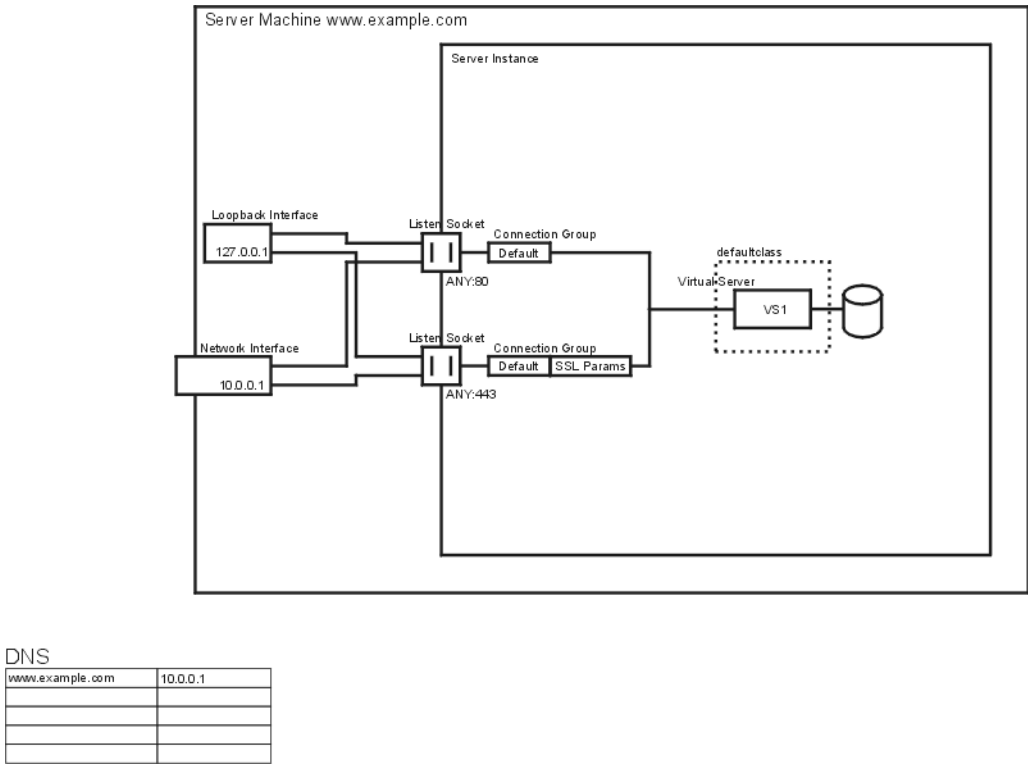 Server Machine www.example.com
Server Instance
Loopback Interface
127.0.0.1
Listen Socket
ANY:80
Connection Group
Default
defaultclass
Virtual Server
VS1
Network Interface
10.0.0.1
Listen Socket
ANY:443
Connection Group
Default
SSL Params
DNS
www.example.com 10.0.0.1